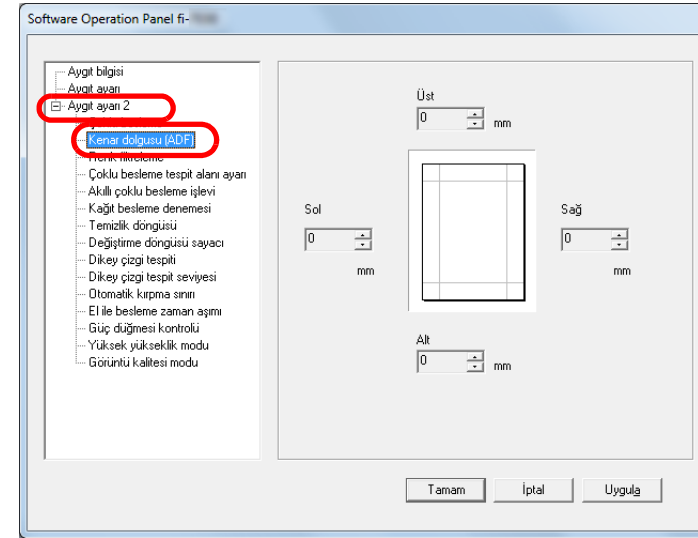 Software Operation Panel fi-
Aygıt bilgisi
Aygıt ayarı
Aygıt ayarı 2
Kenar dolgusu (ADF)
Renk filtreleme
Çoklu besleme tespit alanı ayarı
Akıllı çoklu besleme işlevi
Kağıt besleme denemesi
Temizlik döngüsü
Değiştirme döngüsü sayacı
Dikey çizgi tespiti
Dikey çizgi tespit seviyesi
Otomatik kırpma sınırı
El ile besleme zaman aşımı
Güç düğmesi kontrolü
Yüksek yükseklik modu
Görüntü kalitesi modu
Üst
0 mm
Sol
0
mm
Sağ
0
mm
Alt
0 mm
Tamam İptal Uygula